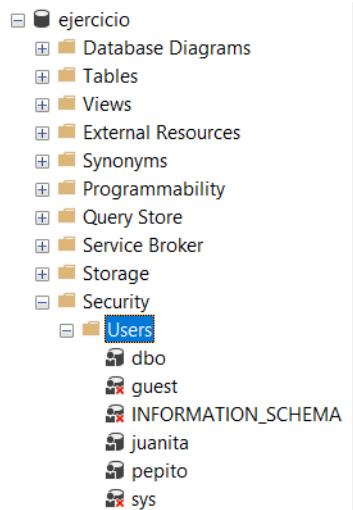 ejercicio
Database Diagrams
Tables
Views
External Resources
Synonyms
Programmability
Query Store
Service Broker
Storage
Security
Users
dbo
guest
INFORMATION_SCHEMA
juanita
pepito
sys